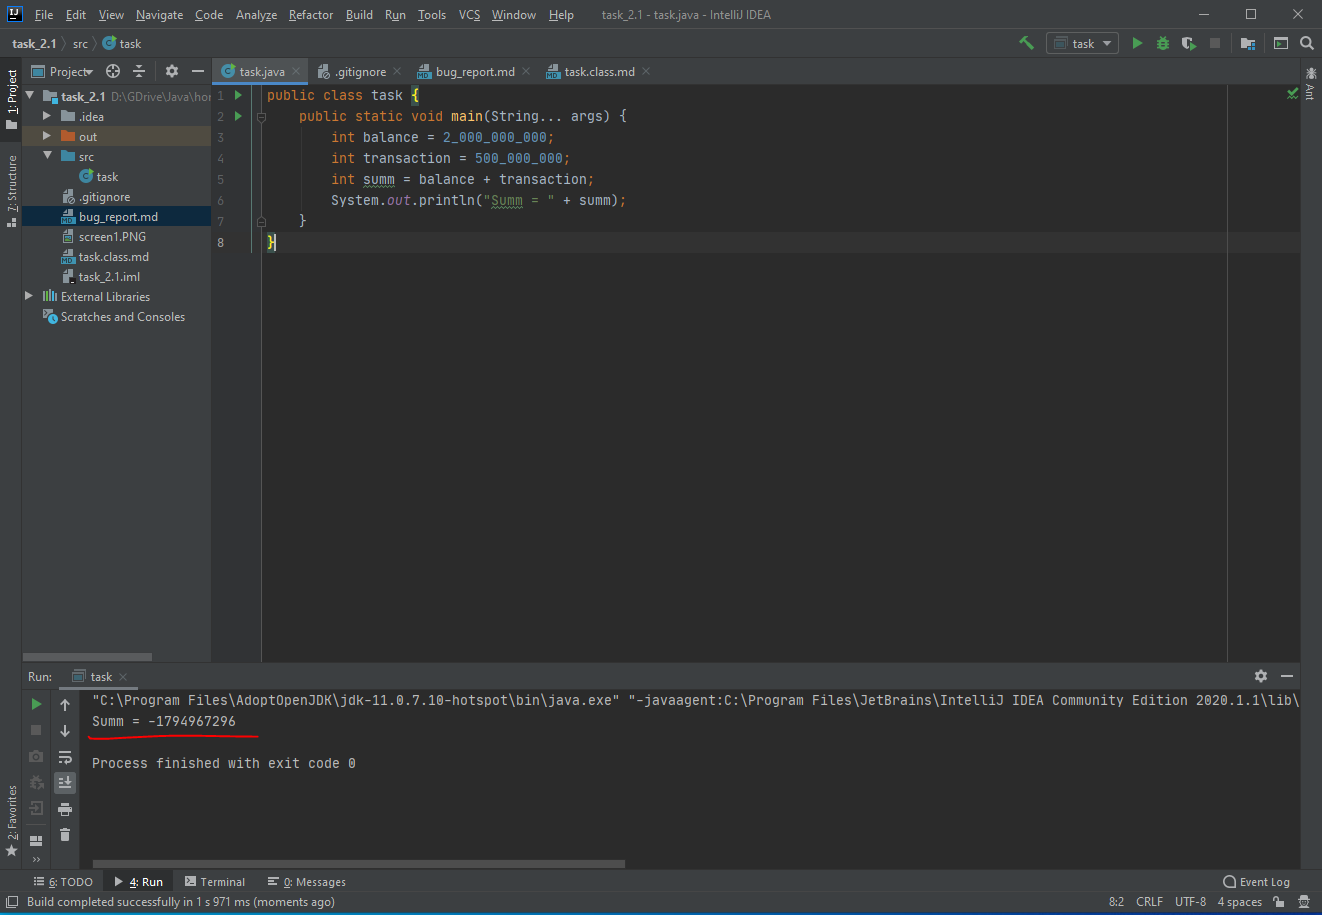 IJ File Edit View Navigate Code Analyze Refactor Build Run Tools VCS Window Help task_2.1 - task.java - IntelliJ IDEA
task_2.1 src task task
Project task.java .gitignore bug_report.md task.class.md
1: Project
7: Structure
2: Favorites
Ant
task_2.1 D:\GDrive\Java\hor
.idea
out
src
task
.gitignore
bug_report.md
screen1.PNG
task.class.md
task_2.1.iml
External Libraries
Scratches and Consoles
1 public class task {
2 public static void main(String... args) {
3 int balance = 2_000_000_000;
4 int transaction = 500_000_000;
5 int summ = balance + transaction;
6 System.out.println("Summ = " + summ);
7 }
8 }
Run: task
"C:\Program Files\AdoptOpenJDK\jdk-11.0.7.10-hotspot\bin\java.exe" "-javaagent:C:\Program Files\JetBrains\IntelliJ IDEA Community Edition 2020.1.1\lib\
Summ = -1794967296
Process finished with exit code 0
6: TODO 4: Run Terminal 0: Messages Event Log
Build completed successfully in 1 s 971 ms (moments ago) 8:2 CRLF UTF-8 4 spaces